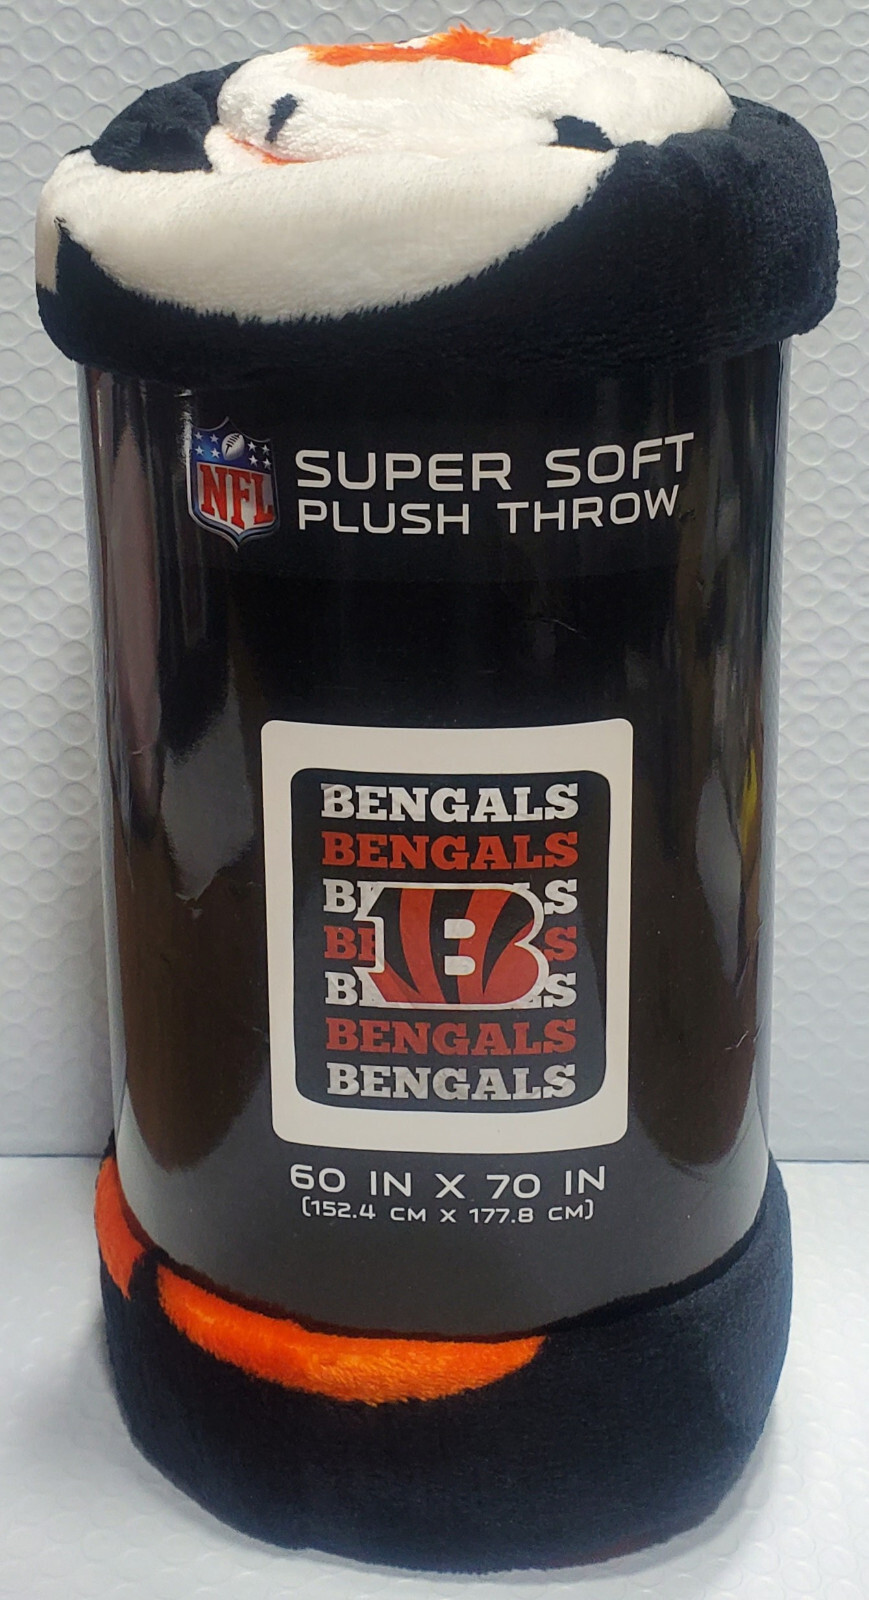 NFL
SUPER SOFT
PLUSH THROW
BENGALS
BENGALS
B S
B S
B S
BENGALS
BENGALS
60 IN X 70 IN
(152.4 CM X 177.8 CM)